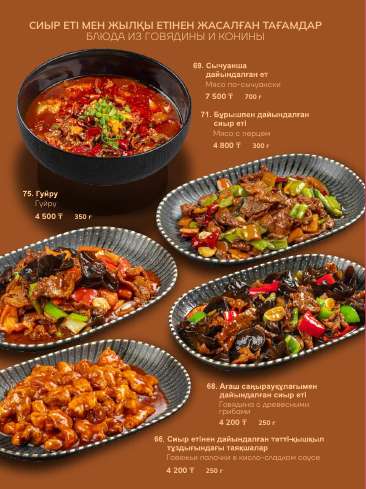 СИЫР ЕТІ МЕН ЖЫЛҚЫ ЕТІНЕН ЖАСАЛҒАН ТАҒАМДАР
БЛЮДА ИЗ ГОВЯДИНЫ И КОНИНЫ
69. Сычуанша
дайындалған ет
Мясо по-сычуански
7 500 ₸ 700 г
71. Бұрышпен дайындалған
сиыр еті
Мясо с перцем
4 800 ₸ 300 г
75. Гуйру
Гуйру
4 500 ₸ 350 г
68. Ағаш саңырауқұлағымен
дайындалған сиыр еті
Говядина с древесными
грибами
4 200 ₸ 250 г
66. Сиыр етінен дайындалған тәтті-қышқыл
тұздығындағы таяқшалар
Говяжьи палочки в кисло-сладком соусе
4 200 ₸ 250 г